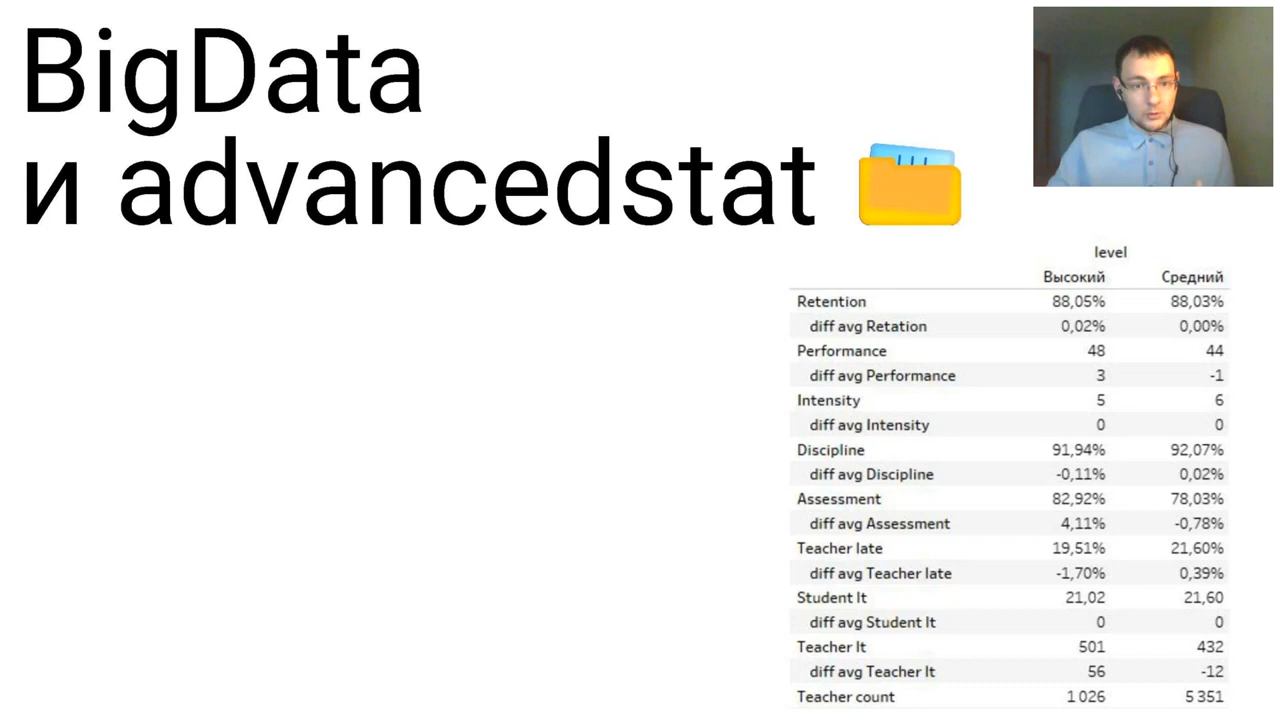 BigData
и advancedstat
level
Высокий Средний
Retention 88,05% 88,03%
diff avg Retation 0,02% 0,00%
Performance 48 44
diff avg Performance 3 -1
Intensity 5 6
diff avg Intensity 0 0
Discipline 91,94% 92,07%
diff avg Discipline -0,11% 0,02%
Assessment 82,92% 78,03%
diff avg Assessment 4,11% -0,78%
Teacher late 19,51% 21,60%
diff avg Teacher late -1,70% 0,39%
Student lt 21,02 21,60
diff avg Student lt 0 0
Teacher lt 501 432
diff avg Teacher lt 56 -12
Teacher count 1 026 5 351